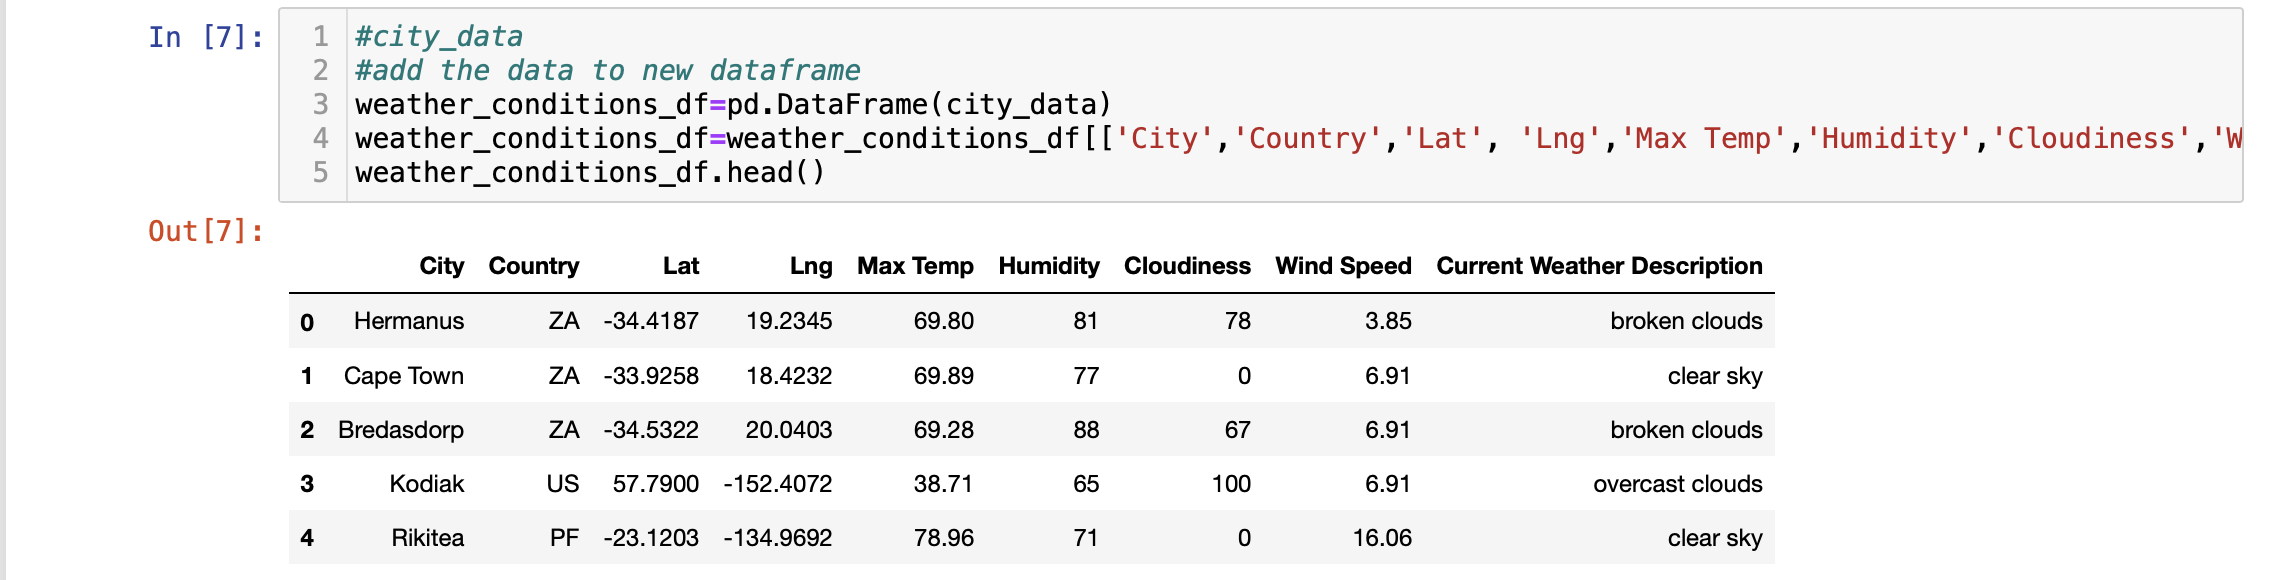 In [7]:
1 #city_data
2 #add the data to new dataframe
3 weather_conditions_df=pd.DataFrame(city_data)
4 weather_conditions_df=weather_conditions_df[['City','Country','Lat', 'Lng','Max Temp','Humidity','Cloudiness','W
5 weather_conditions_df.head()
Out[7]:
City Country Lat Lng Max Temp Humidity Cloudiness Wind Speed Current Weather Description
0 Hermanus ZA -34.4187 19.2345 69.80 81 78 3.85 broken clouds
1 Cape Town ZA -33.9258 18.4232 69.89 77 0 6.91 clear sky
2 Bredasdorp ZA -34.5322 20.0403 69.28 88 67 6.91 broken clouds
3 Kodiak US 57.7900 -152.4072 38.71 65 100 6.91 overcast clouds
4 Rikitea PF -23.1203 -134.9692 78.96 71 0 16.06 clear sky